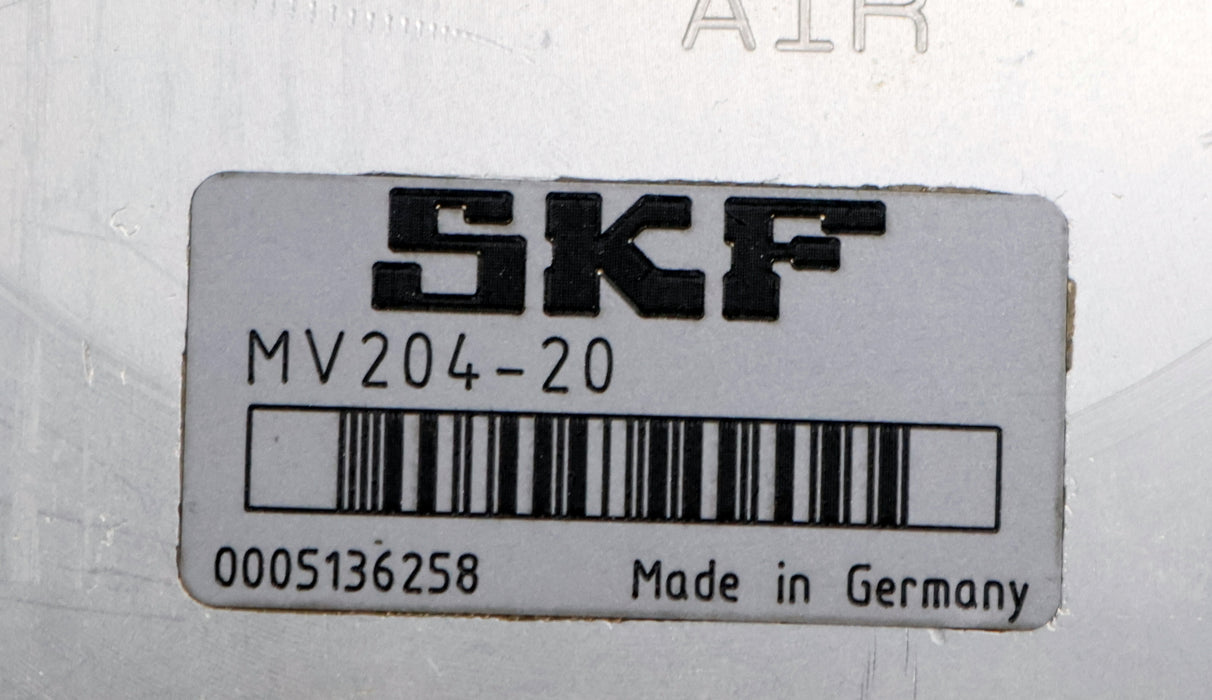 AIR
SKF
MV204-20
0005136258 Made in Germany